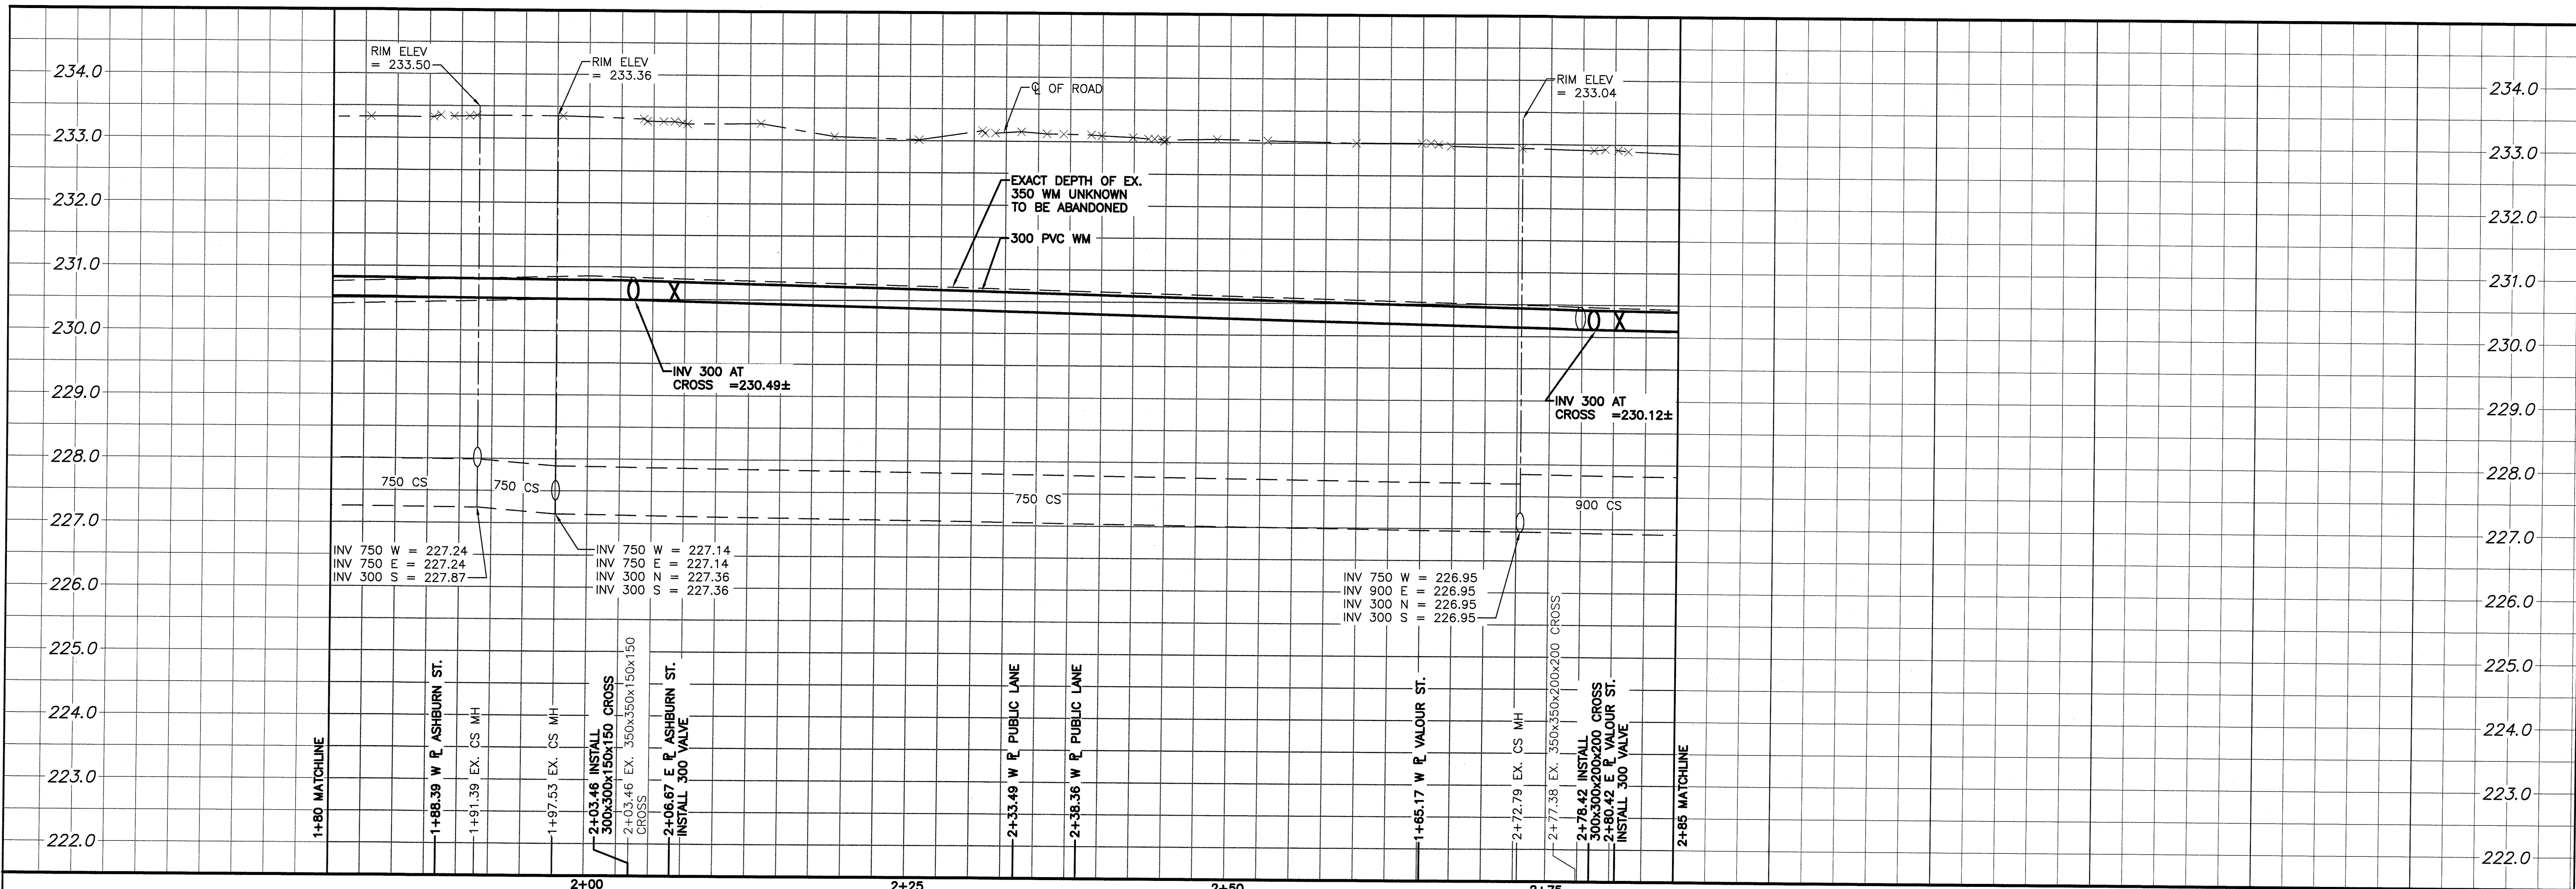 RIM ELEV
= 233.50
RIM ELEV
= 233.36
℄ OF ROAD
RIM ELEV
= 233.04
234.0
234.0
233.0
233.0
EXACT DEPTH OF EX.
350 WM UNKNOWN
TO BE ABANDONED
232.0
232.0
300 PVC WM
231.0
231.0
O
X
O
X
230.0
230.0
INV 300 AT
CROSS =230.49±
INV 300 AT
CROSS =230.12±
229.0
229.0
228.0
228.0
750 CS
750 CS
750 CS
900 CS
227.0
227.0
INV 750 W = 227.24
INV 750 E = 227.24
INV 300 S = 227.87
INV 750 W = 227.14
INV 750 E = 227.14
INV 300 N = 227.36
INV 300 S = 227.36
INV 750 W = 226.95
INV 900 E = 226.95
INV 300 N = 226.95
INV 300 S = 226.95
226.0
226.0
225.0
225.0
224.0
224.0
223.0
223.0
222.0
222.0
1+80 MATCHLINE
1+88.39 W ⅊ ASHBURN ST.
1+91.39 EX. CS MH
1+97.53 EX. CS MH
2+03.46 INSTALL
300x300x150x150 CROSS
2+03.46 EX. 350x350x150x150
CROSS
2+06.67 E ⅊ ASHBURN ST.
INSTALL 300 VALVE
2+33.49 W ⅊ PUBLIC LANE
2+38.36 W ⅊ PUBLIC LANE
1+65.17 W ⅊ VALOUR ST.
2+72.79 EX. CS MH
2+77.38 EX. 350x350x200x200 CROSS
2+78.42 INSTALL
300x300x200x200 CROSS
2+80.42 E ⅊ VALOUR ST.
INSTALL 300 VALVE
2+85 MATCHLINE
2+00
2+25
2+50
2+75